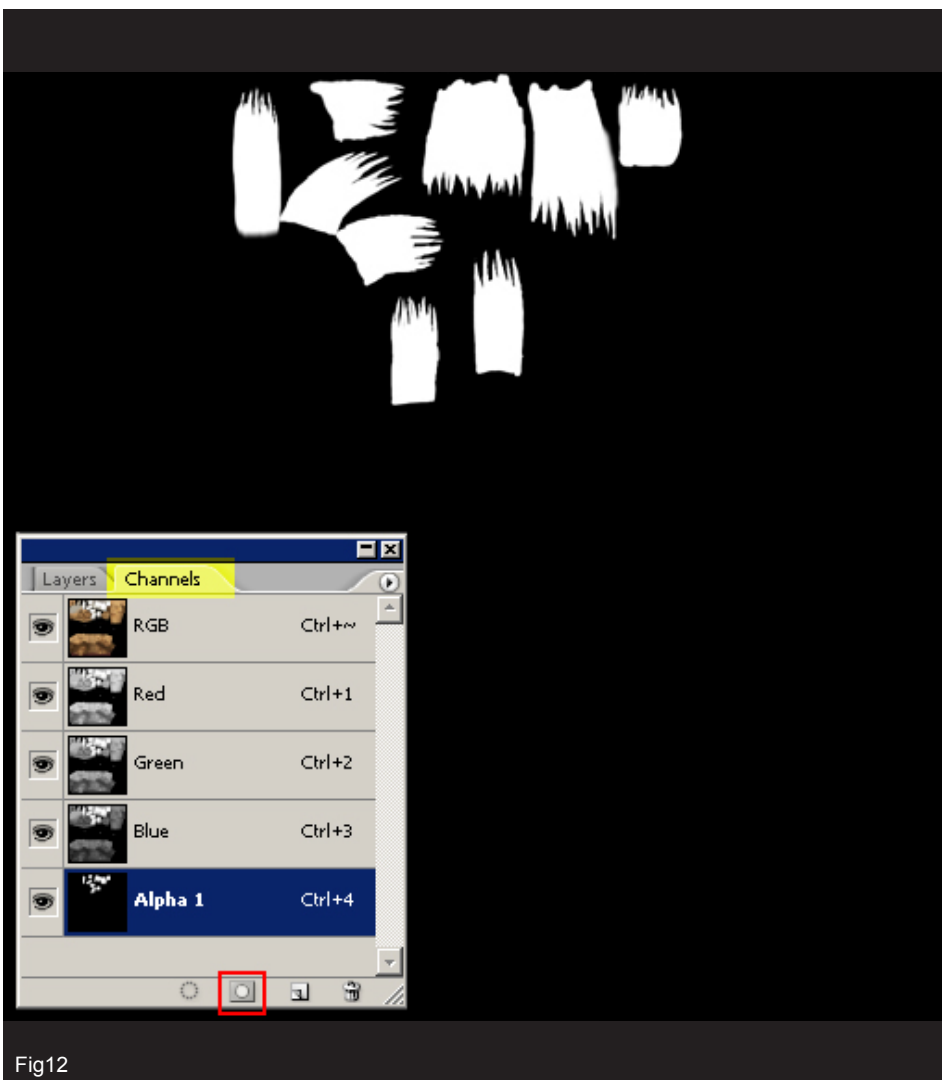 Layers Channels
RGB Ctrl+~
Red Ctrl+1
Green Ctrl+2
Blue Ctrl+3
Alpha 1 Ctrl+4
Fig12